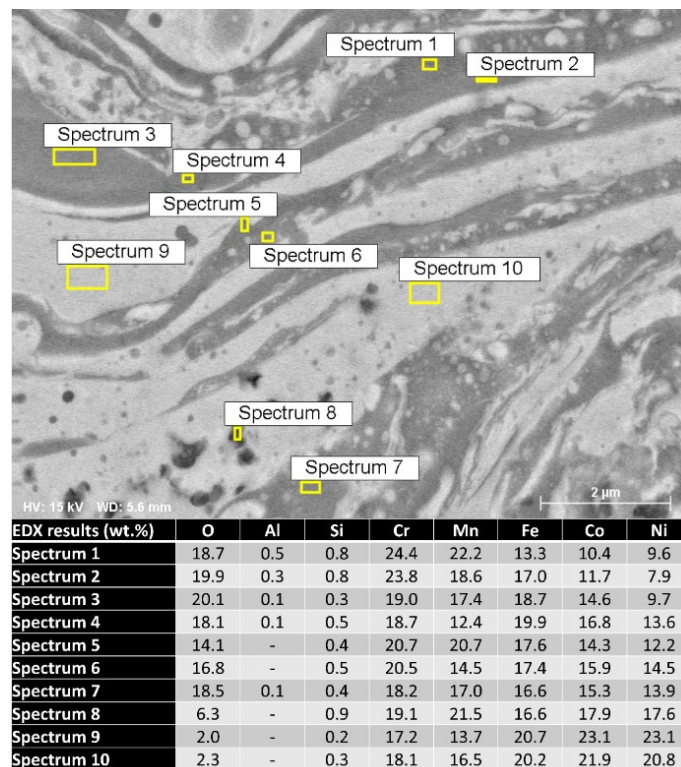 Spectrum 1
Spectrum 2
Spectrum 3
Spectrum 4
Spectrum 5
Spectrum 6
Spectrum 9
Spectrum 10
Spectrum 8
Spectrum 7
HV: 15 kV WD: 5.6 mm
2 µm
EDX results (wt.%) O Al Si Cr Mn Fe Co Ni
Spectrum 1 18.7 0.5 0.8 24.4 22.2 13.3 10.4 9.6
Spectrum 2 19.9 0.3 0.8 23.8 18.6 17.0 11.7 7.9
Spectrum 3 20.1 0.1 0.3 19.0 17.4 18.7 14.6 9.7
Spectrum 4 18.1 0.1 0.5 18.7 12.4 19.9 16.8 13.6
Spectrum 5 14.1 - 0.4 20.7 20.7 17.6 14.3 12.2
Spectrum 6 16.8 - 0.5 20.5 14.5 17.4 15.9 14.5
Spectrum 7 18.5 0.1 0.4 18.2 17.0 16.6 15.3 13.9
Spectrum 8 6.3 - 0.9 19.1 21.5 16.6 17.9 17.6
Spectrum 9 2.0 - 0.2 17.2 13.7 20.7 23.1 23.1
Spectrum 10 2.3 - 0.3 18.1 16.5 20.2 21.9 20.8